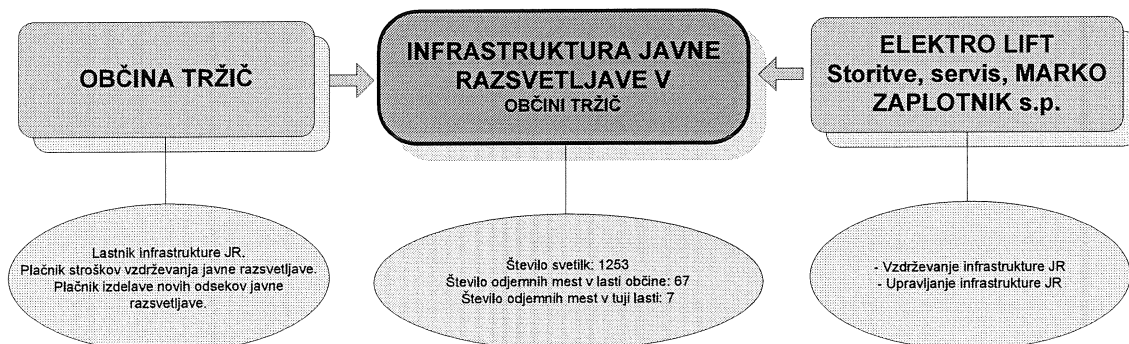 OBČINA TRŽIČ
INFRASTRUKTURA JAVNE
RAZSVETLJAVE V
OBČINI TRŽIČ
ELEKTRO LIFT
Storitve, servis, MARKO
ZAPLOTNIK s.p.
Lastnik infrastrukture JR.
Plačnik stroškov vzdrževanja javne razsvetljave.
Plačnik izdelave novih odsekov javne
razsvetljave.
Število svetilk: 1253
Število odjemnih mest v lasti občine: 67
Število odjemnih mest v tuji lasti: 7
- Vzdrževanje infrastrukture JR
- Upravljanje infrastrukture JR